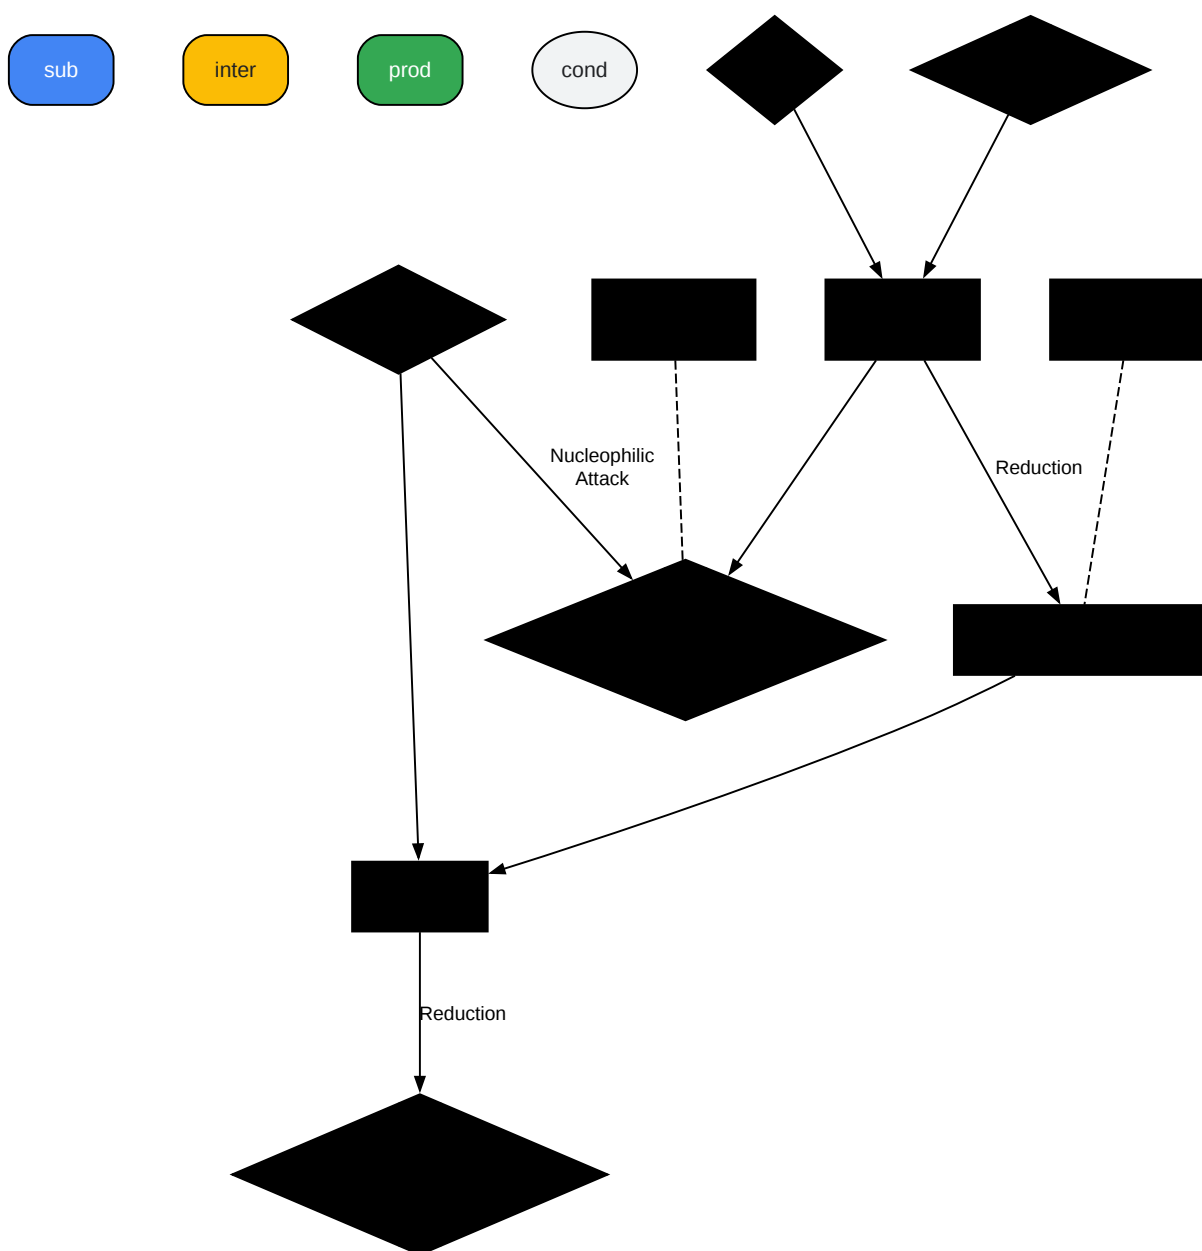 sub
inter
prod
cond
Nucleophilic
Attack
Reduction
Reduction